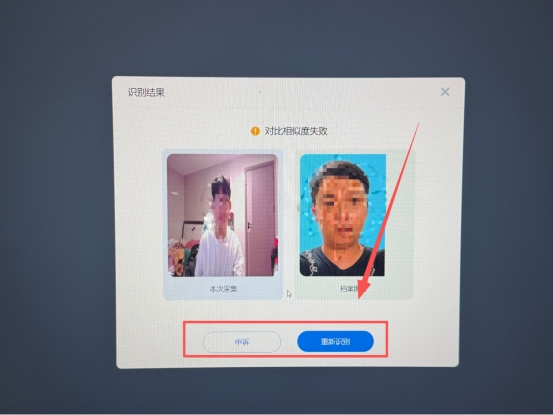 识别结果
对比相似度失败
本次采集
档案照
申诉
重新识别